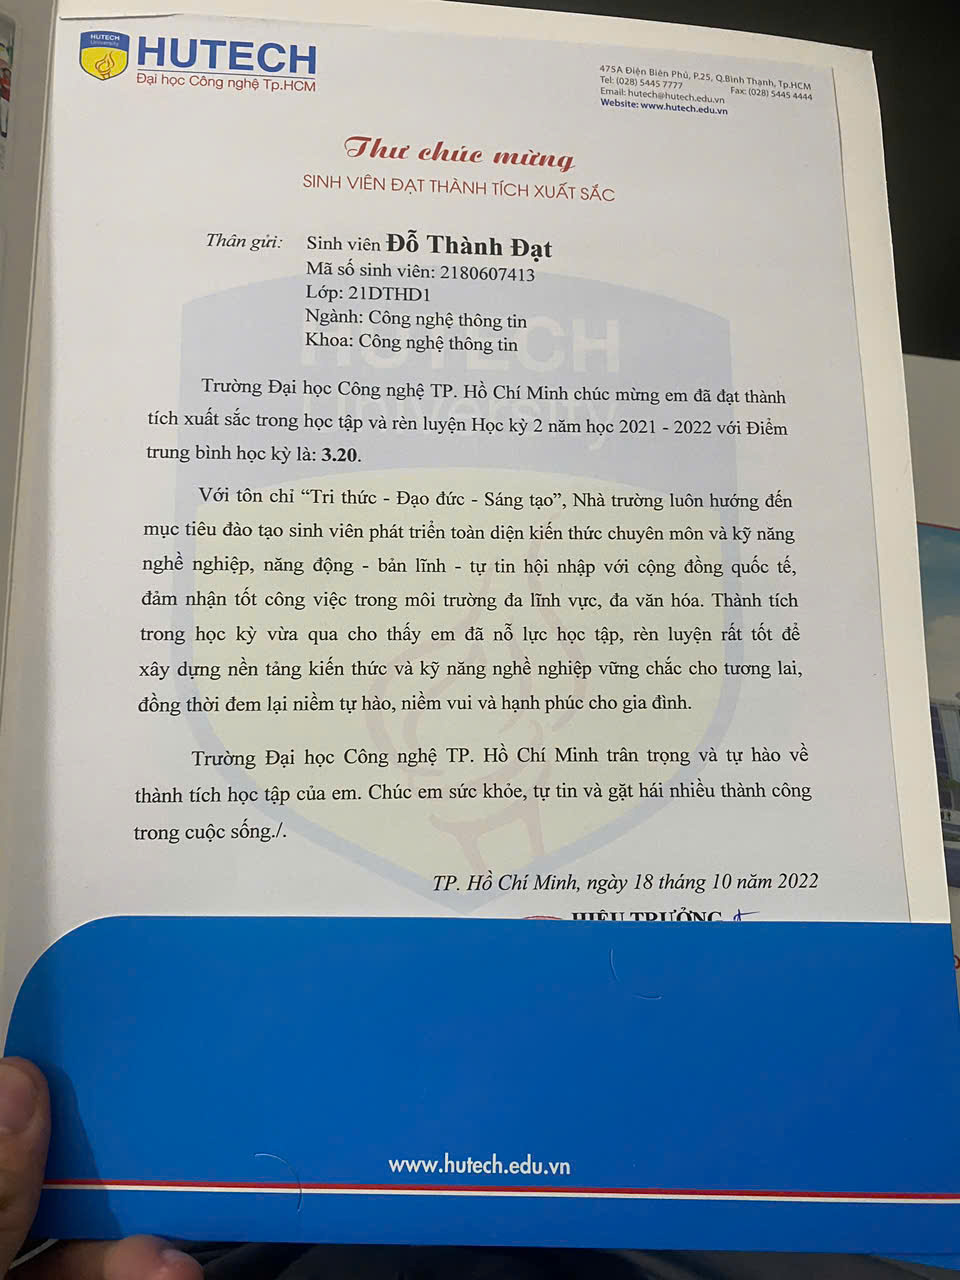 HUTECH
University
HUTECH
Đại học Công nghệ Tp.HCM
475A Điện Biên Phủ, P.25, Q.Bình Thạnh, Tp.HCM
Tel: (028) 5445 7777 Fax: (028) 5445 4444
Email: hutech@hutech.edu.vn
Website: www.hutech.edu.vn
Thư chúc mừng
SINH VIÊN ĐẠT THÀNH TÍCH XUẤT SẮC
Thân gửi: Sinh viên Đỗ Thành Đạt
Mã số sinh viên: 2180607413
Lớp: 21DTHD1
Ngành: Công nghệ thông tin
Khoa: Công nghệ thông tin
HUTECH
University
Trường Đại học Công nghệ TP. Hồ Chí Minh chúc mừng em đã đạt thành
tích xuất sắc trong học tập và rèn luyện Học kỳ 2 năm học 2021 - 2022 với Điểm
trung bình học kỳ là: 3.20.
Với tôn chỉ “Tri thức - Đạo đức - Sáng tạo”, Nhà trường luôn hướng đến
mục tiêu đào tạo sinh viên phát triển toàn diện kiến thức chuyên môn và kỹ năng
nghề nghiệp, năng động - bản lĩnh - tự tin hội nhập với cộng đồng quốc tế,
đảm nhận tốt công việc trong môi trường đa lĩnh vực, đa văn hóa. Thành tích
trong học kỳ vừa qua cho thấy em đã nỗ lực học tập, rèn luyện rất tốt để
xây dựng nền tảng kiến thức và kỹ năng nghề nghiệp vững chắc cho tương lai,
đồng thời đem lại niềm tự hào, niềm vui và hạnh phúc cho gia đình.
Trường Đại học Công nghệ TP. Hồ Chí Minh trân trọng và tự hào về
thành tích học tập của em. Chúc em sức khỏe, tự tin và gặt hái nhiều thành công
trong cuộc sống./.
TP. Hồ Chí Minh, ngày 18 tháng 10 năm 2022
HIỆU TRƯỞNG
www.hutech.edu.vn